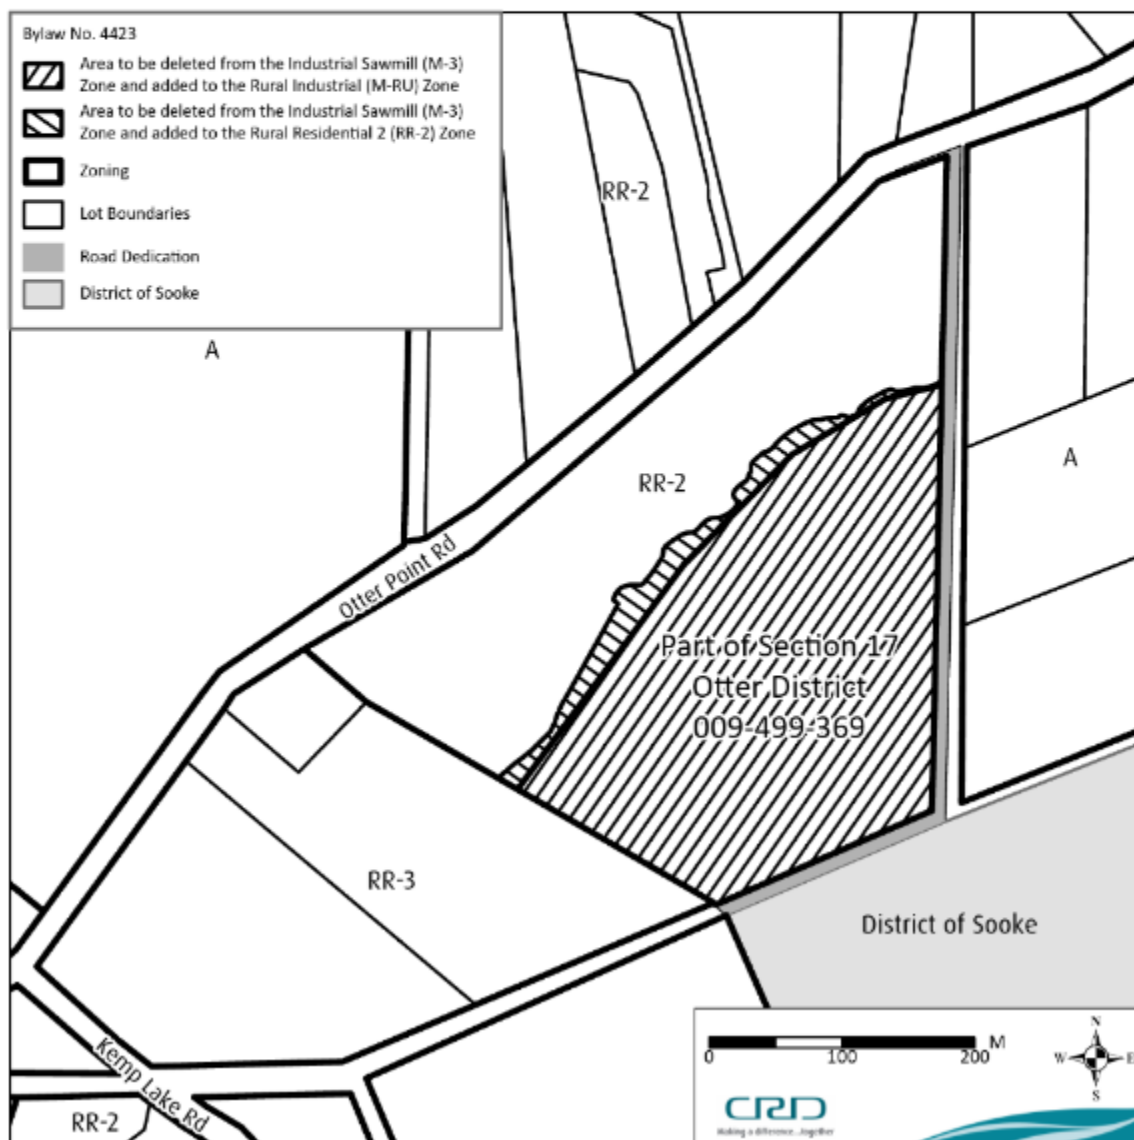 Bylaw No. 4423
Area to be deleted from the Industrial Sawmill (M-3)
Zone and added to the Rural Industrial (M-RU) Zone
Area to be deleted from the Industrial Sawmill (M-3)
Zone and added to the Rural Residential 2 (RR-2) Zone
Zoning
Lot Boundaries
Road Dedication
District of Sooke
RR-2
A
A
RR-2
Otter Point Rd
Part of Section 17
Otter District
009-499-369
RR-3
District of Sooke
Kemp Lake Rd
RR-2
0 100 200 M
N
W E
S
CRD
Making a difference...together